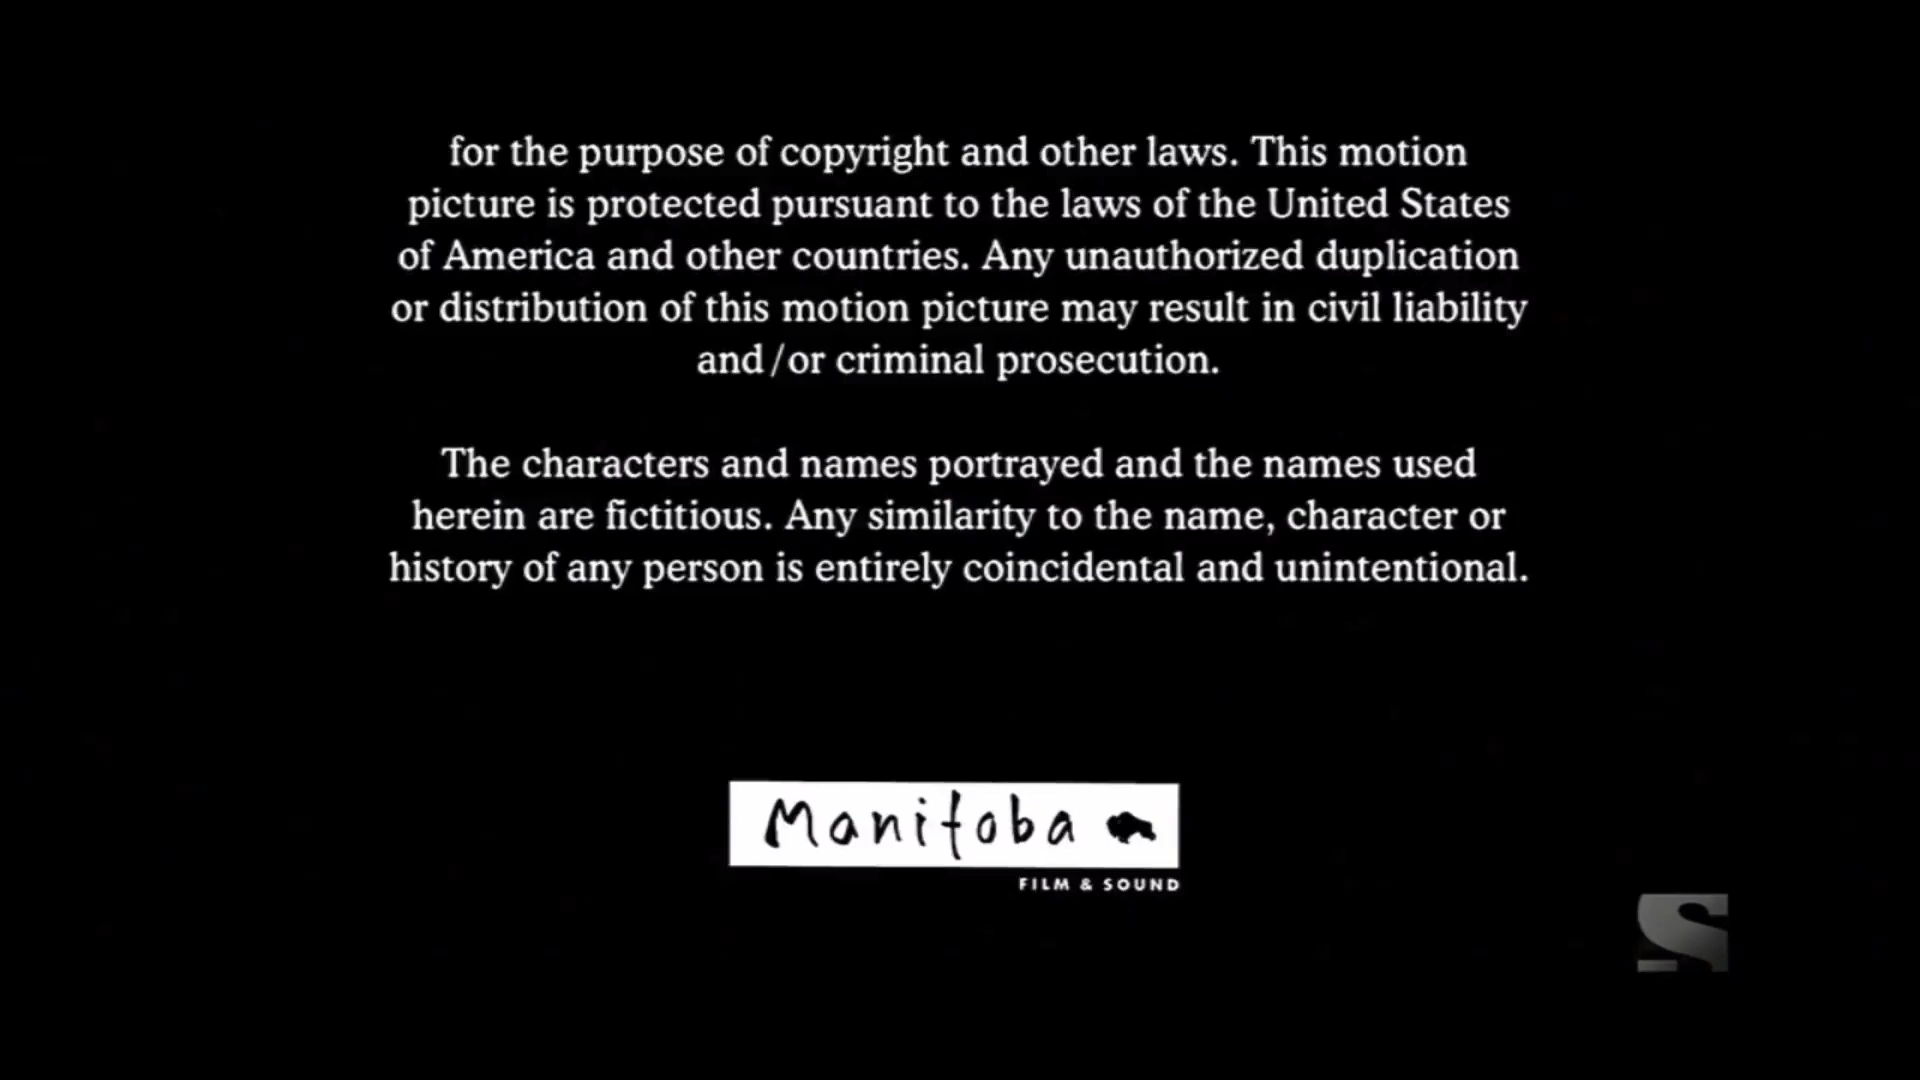 for the purpose of copyright and other laws. This motion
picture is protected pursuant to the laws of the United States
of America and other countries. Any unauthorized duplication
or distribution of this motion picture may result in civil liability
and/or criminal prosecution.
The characters and names portrayed and the names used
herein are fictitious. Any similarity to the name, character or
history of any person is entirely coincidental and unintentional.
Manitoba
FILM & SOUND
S